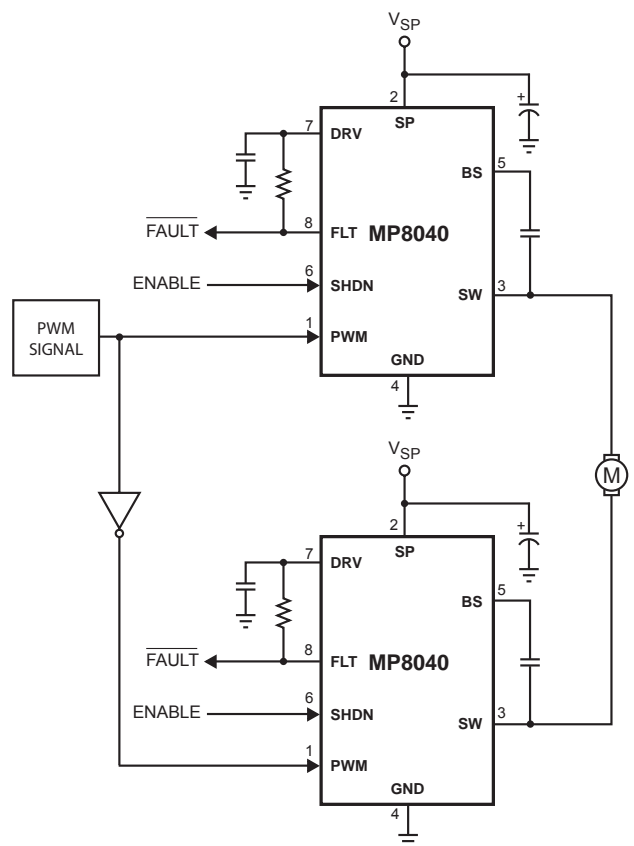 VSP
2
SP
7
DRV
BS
5
FAULT
8
FLT
MP8040
ENABLE
6
SHDN
SW
3
PWM
SIGNAL
1
PWM
GND
4
VSP
M
2
SP
7
DRV
BS
5
FAULT
8
FLT
MP8040
ENABLE
6
SHDN
SW
3
1
PWM
GND
4